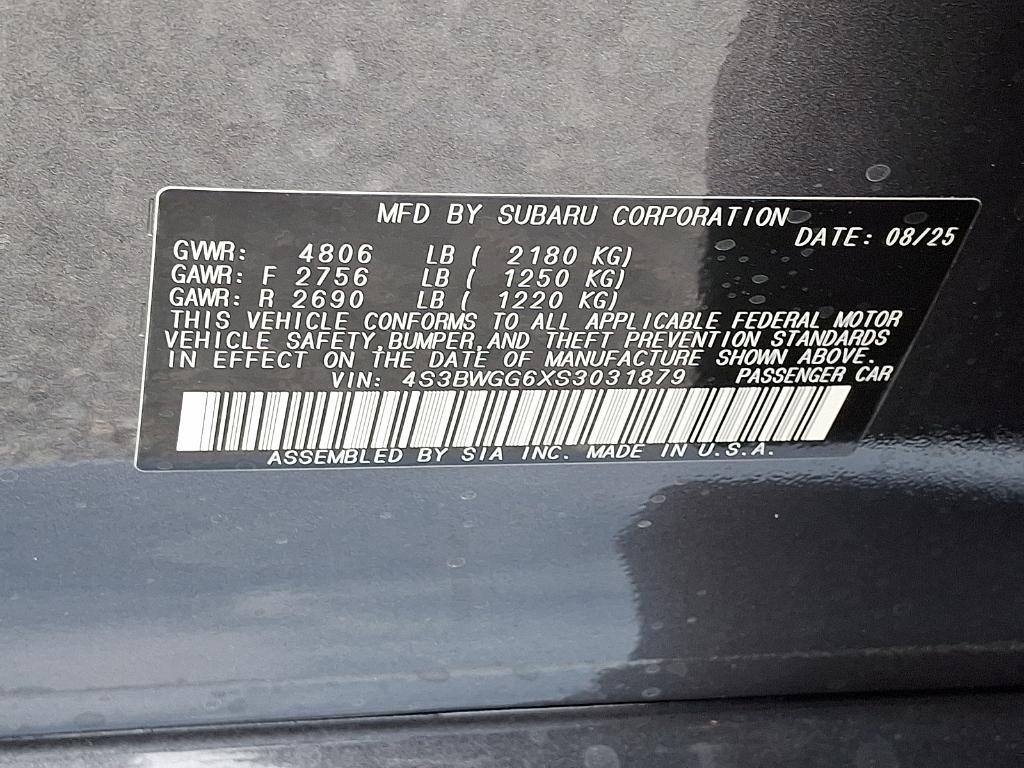 MFD BY SUBARU CORPORATION
DATE: 08/25
GVWR: 4806 LB ( 2180 KG)
GAWR: F 2756 LB ( 1250 KG)
GAWR: R 2690 LB ( 1220 KG)
THIS VEHICLE CONFORMS TO ALL APPLICABLE FEDERAL MOTOR
VEHICLE SAFETY, BUMPER, AND THEFT PREVENTION STANDARDS
IN EFFECT ON THE DATE OF MANUFACTURE SHOWN ABOVE.
VIN: 4S3BWGG6XS3031879 PASSENGER CAR
ASSEMBLED BY SIA INC. MADE IN U.S.A.